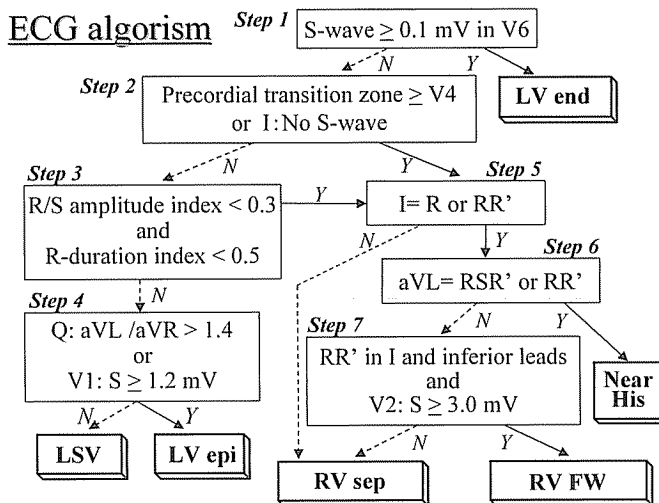 ECG algorism
Step 1
S-wave ≥ 0.1 mV in V6
N
Y
Step 2
LV end
Precordial transition zone ≥ V4
or I:No S-wave
N
Y
Step 3
Step 5
R/S amplitude index < 0.3
and
R-duration index < 0.5
Y
I= R or RR’
N
Y
Step 6
N
aVL= RSR’ or RR’
Step 4
N
Y
Q: aVL /aVR > 1.4
or
V1: S ≥ 1.2 mV
Step 7
RR’ in I and inferior leads
and
V2: S ≥ 3.0 mV
Near
His
N
Y
N
Y
LSV
LV epi
RV sep
RV FW